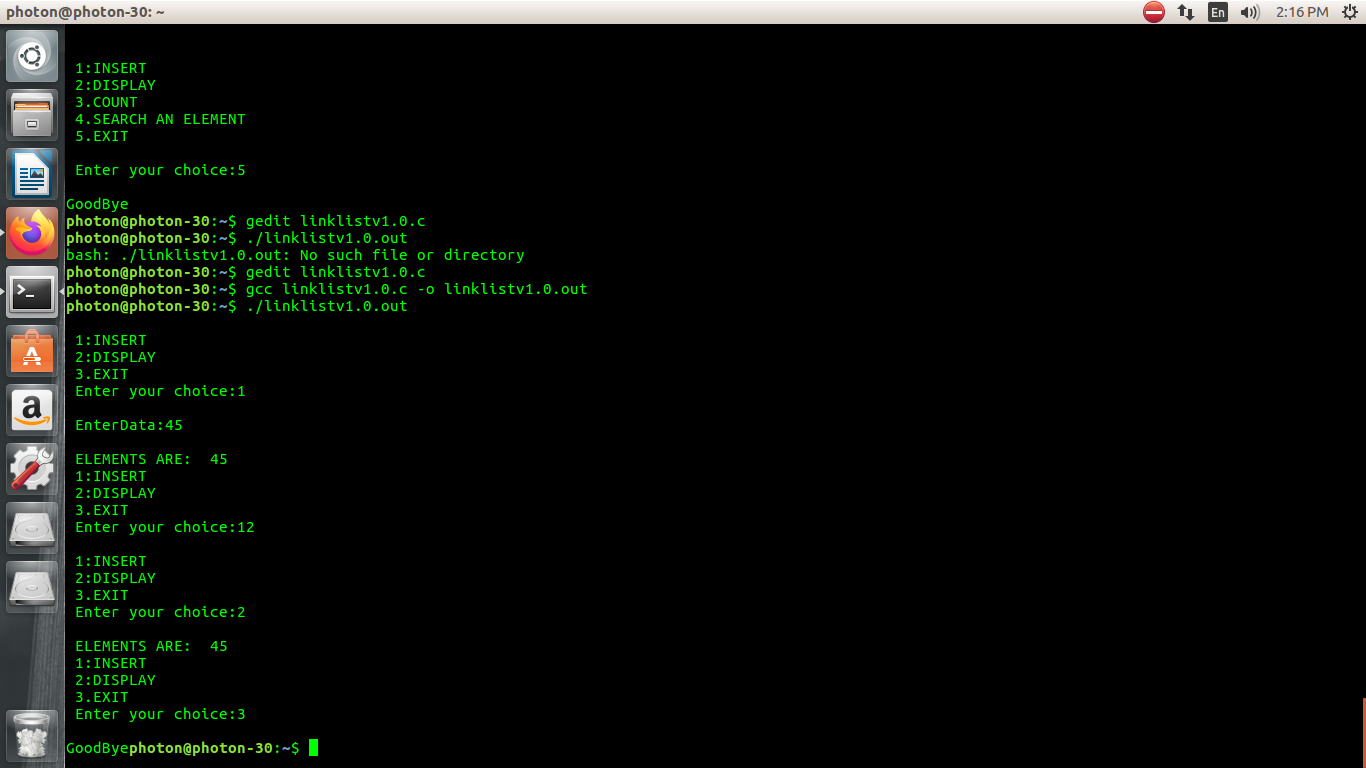 photon@photon-30: ~
En
2:16 PM
1:INSERT
2:DISPLAY
3.COUNT
4.SEARCH AN ELEMENT
5.EXIT
Enter your choice:5
GoodBye
photon@photon-30:~$ gedit linklistv1.0.c
photon@photon-30:~$ ./linklistv1.0.out
bash: ./linklistv1.0.out: No such file or directory
photon@photon-30:~$ gedit linklistv1.0.c
photon@photon-30:~$ gcc linklistv1.0.c -o linklistv1.0.out
photon@photon-30:~$ ./linklistv1.0.out
1:INSERT
2:DISPLAY
3.EXIT
Enter your choice:1
EnterData:45
ELEMENTS ARE:  45
1:INSERT
2:DISPLAY
3.EXIT
Enter your choice:12
1:INSERT
2:DISPLAY
3.EXIT
Enter your choice:2
ELEMENTS ARE:  45
1:INSERT
2:DISPLAY
3.EXIT
Enter your choice:3
GoodByephoton@photon-30:~$